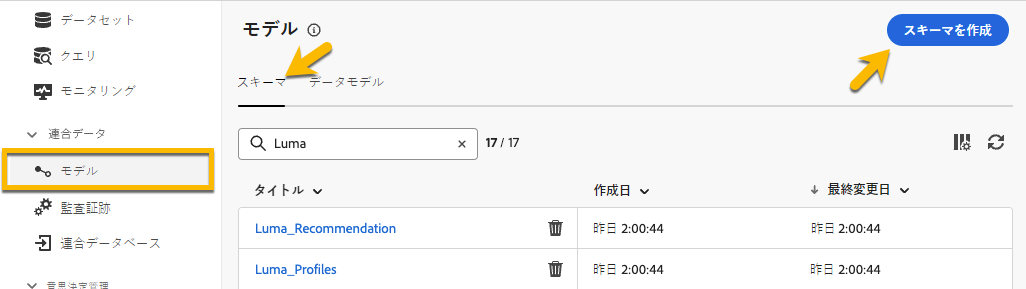 データセット
クエリ
モニタリング
連合データ
モデル
監査証跡
連合データベース
モデル
スキーマを作成
スキーマ データモデル
Luma
17 / 17
タイトル 作成日 最終変更日
Luma_Recommendation 昨日 2:00:44 昨日 2:00:44
Luma_Profiles 昨日 2:00:44 昨日 2:00:44